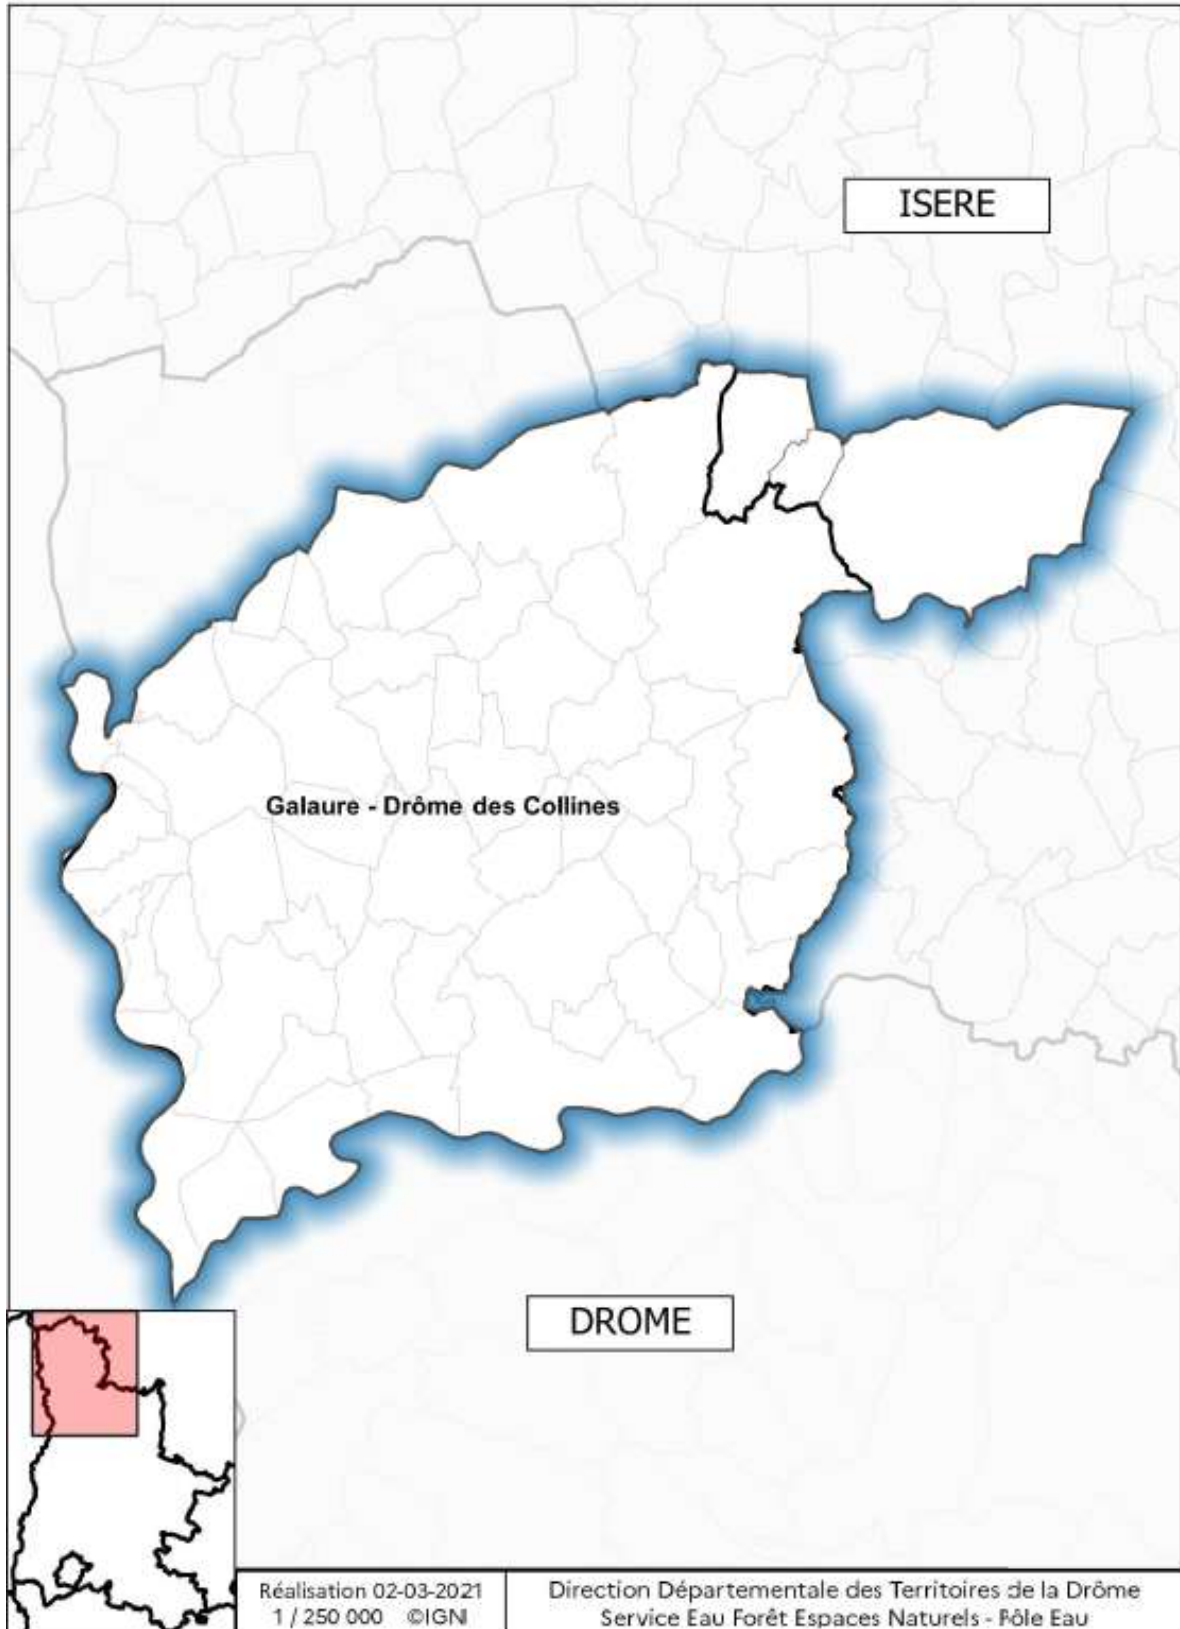 ISERE
Galaure - Drôme des Collines
DROME
Réalisation 02-03-2021
1 / 250 000 ©IGN
Direction Départementale des Territoires de la Drôme
Service Eau Forêt Espaces Naturels - Pôle Eau